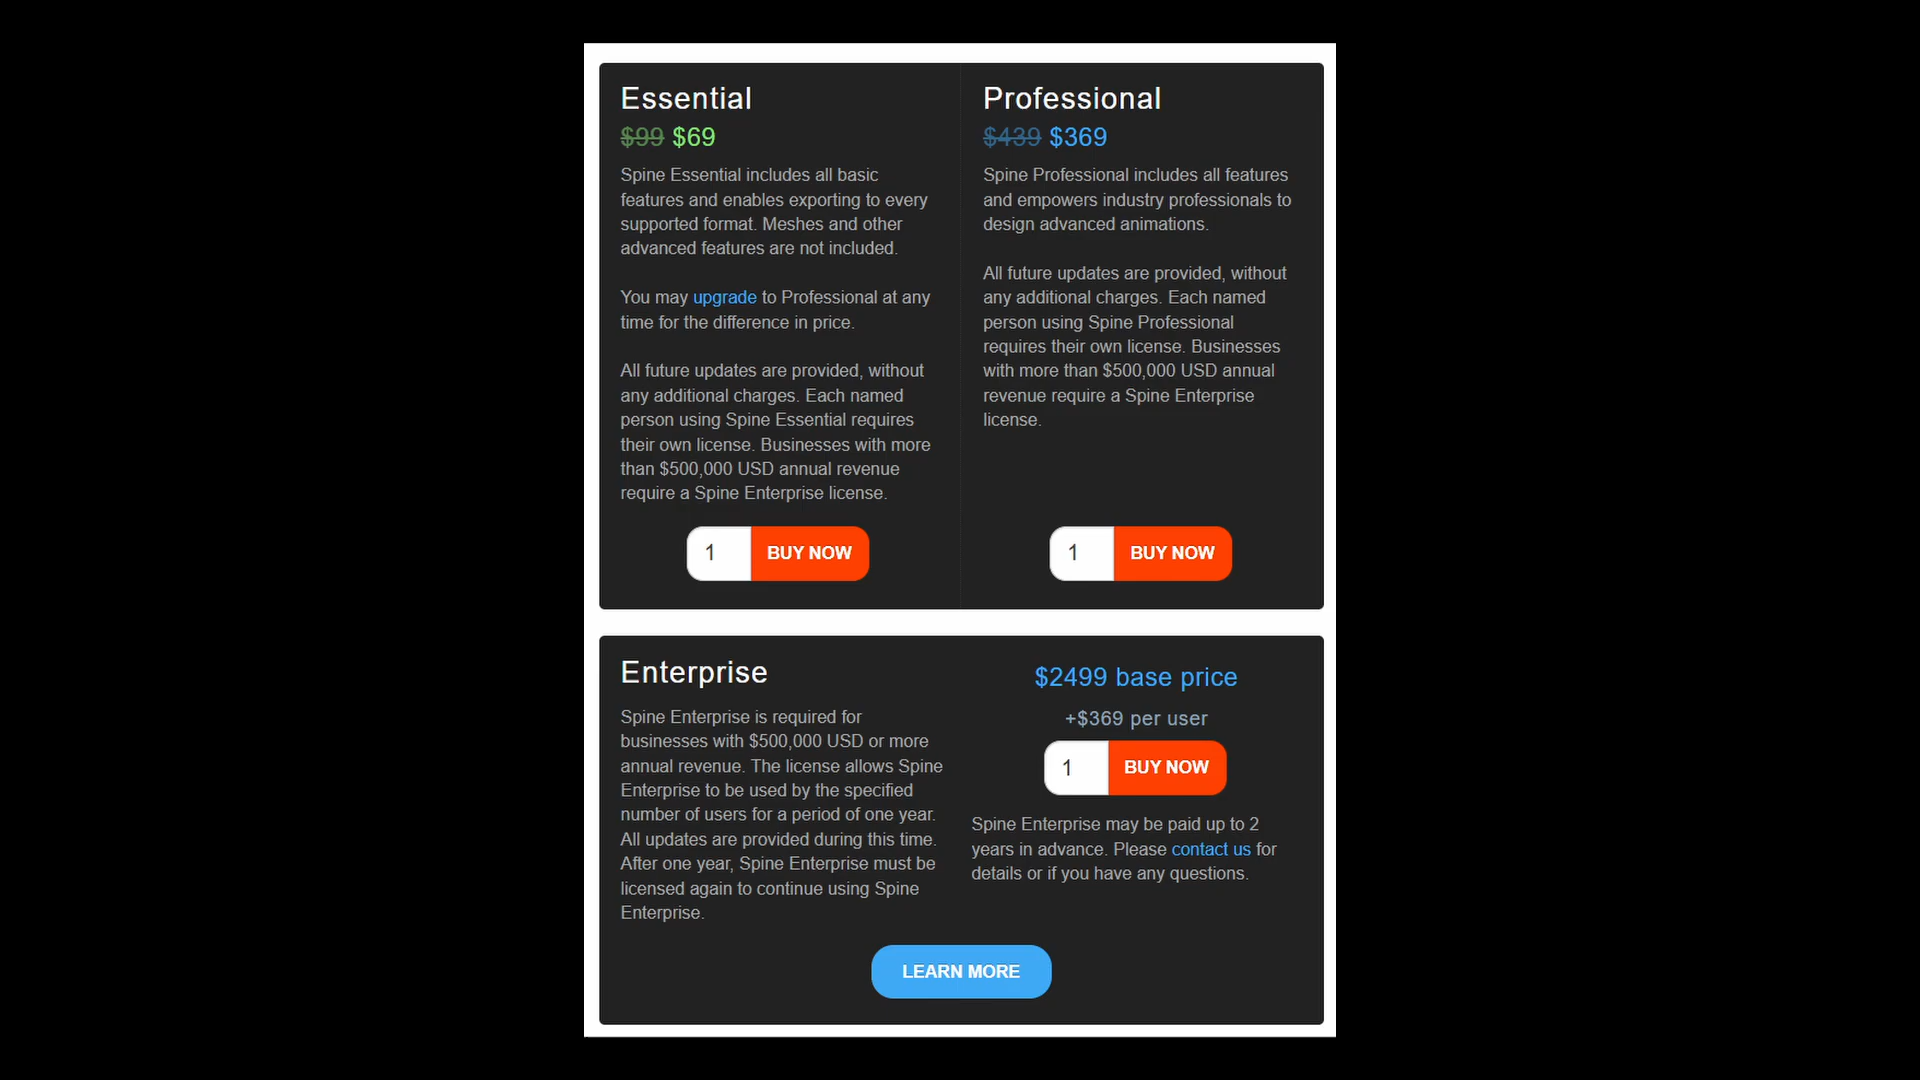 Essential
$99 $69
Spine Essential includes all basic
features and enables exporting to every
supported format. Meshes and other
advanced features are not included.
You may upgrade to Professional at any
time for the difference in price.
All future updates are provided, without
any additional charges. Each named
person using Spine Essential requires
their own license. Businesses with more
than $500,000 USD annual revenue
require a Spine Enterprise license.
1 BUY NOW
Professional
$439 $369
Spine Professional includes all features
and empowers industry professionals to
design advanced animations.
All future updates are provided, without
any additional charges. Each named
person using Spine Professional
requires their own license. Businesses
with more than $500,000 USD annual
revenue require a Spine Enterprise
license.
1 BUY NOW
Enterprise
Spine Enterprise is required for
businesses with $500,000 USD or more
annual revenue. The license allows Spine
Enterprise to be used by the specified
number of users for a period of one year.
All updates are provided during this time.
After one year, Spine Enterprise must be
licensed again to continue using Spine
Enterprise.
$2499 base price
+$369 per user
1 BUY NOW
Spine Enterprise may be paid up to 2
years in advance. Please contact us for
details or if you have any questions.
LEARN MORE